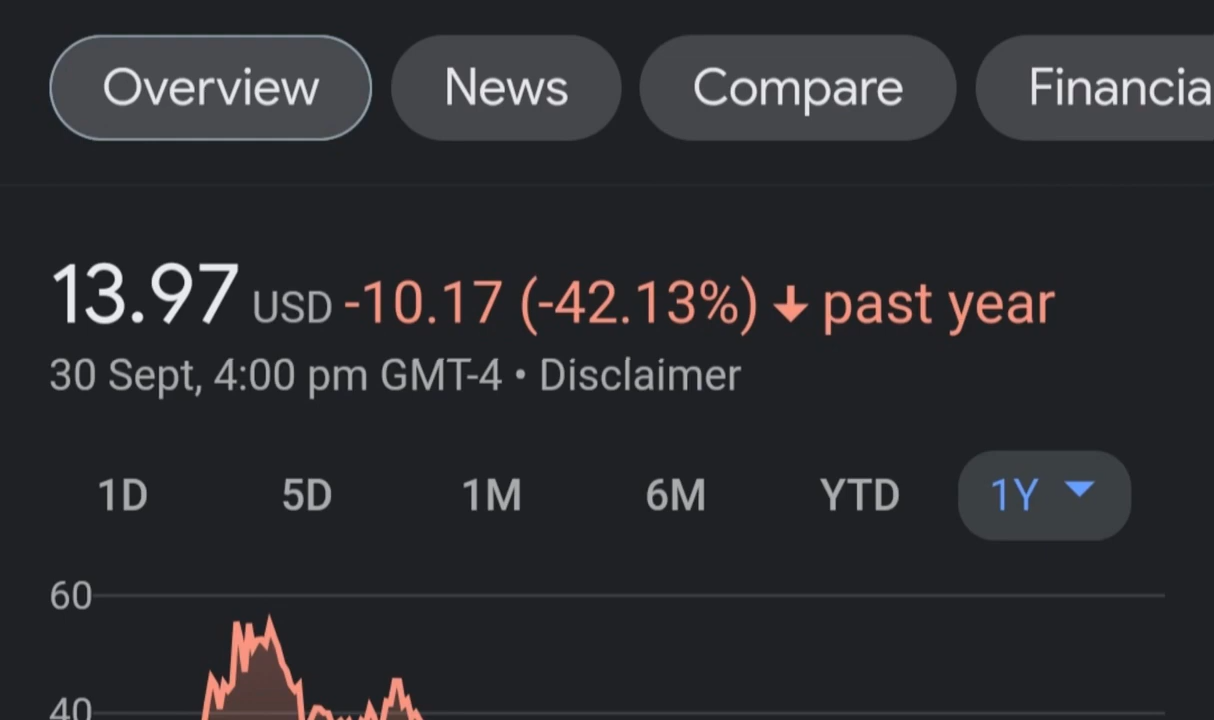 Overview News Compare Financia
13.97 USD -10.17 (-42.13%) ↓ past year
30 Sept, 4:00 pm GMT-4 • Disclaimer
1D 5D 1M 6M YTD 1Y
60
40